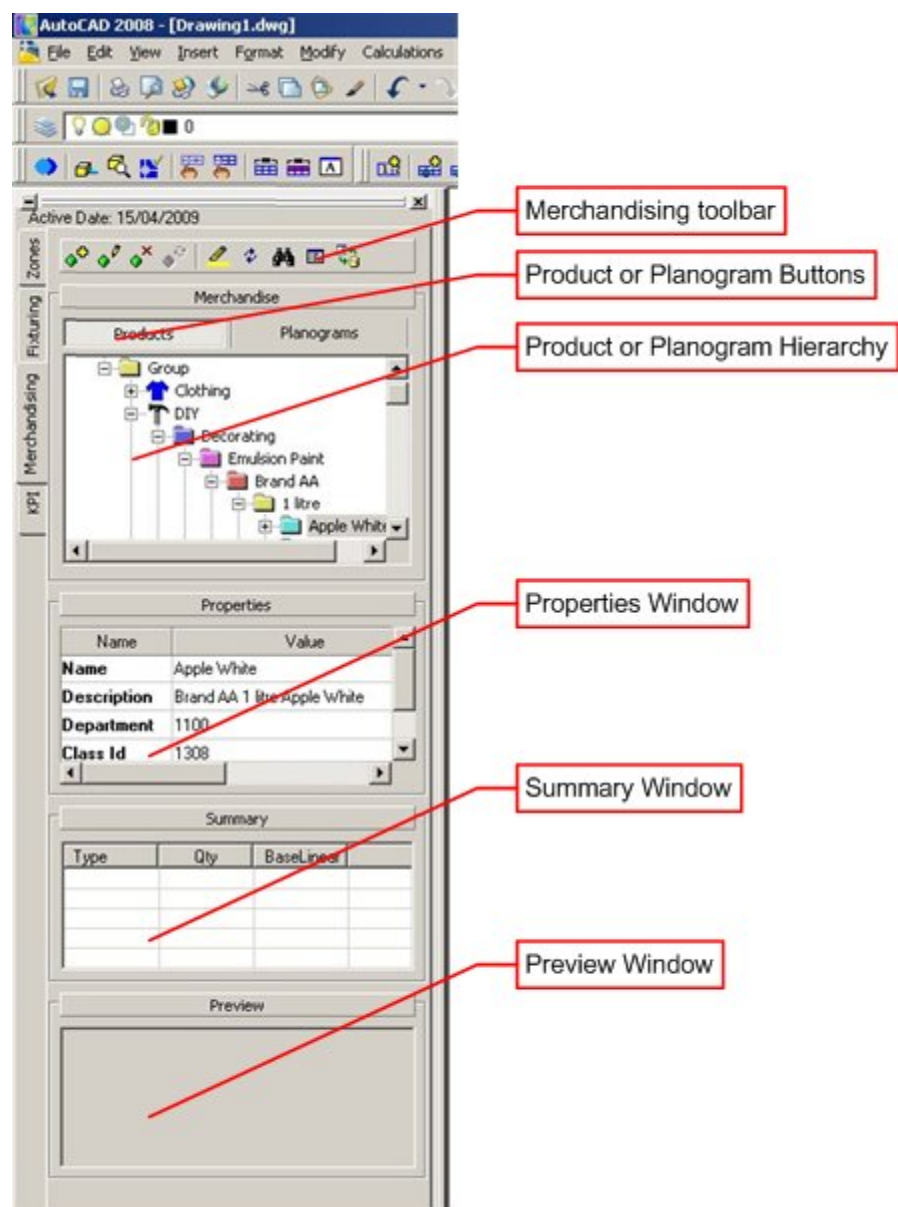 AutoCAD 2008 - [Drawing1.dwg]
File Edit View Insert Format Modify Calculations
0
A
Active Date: 15/04/2009
Merchandising toolbar
Zones
Fixturing
Merchandising
KPI
Merchandise
Product or Planogram Buttons
Products Planograms
Product or Planogram Hierarchy
Group
Clothing
DIY
Decorating
Emulsion Paint
Brand AA
1 litre
Apple White
Properties
Properties Window
Name Value
Name Apple White
Description Brand AA 1 litre Apple White
Department 1100
Class Id 1308
Summary Window
Summary
Type Qty BaseLinear
Preview Window
Preview